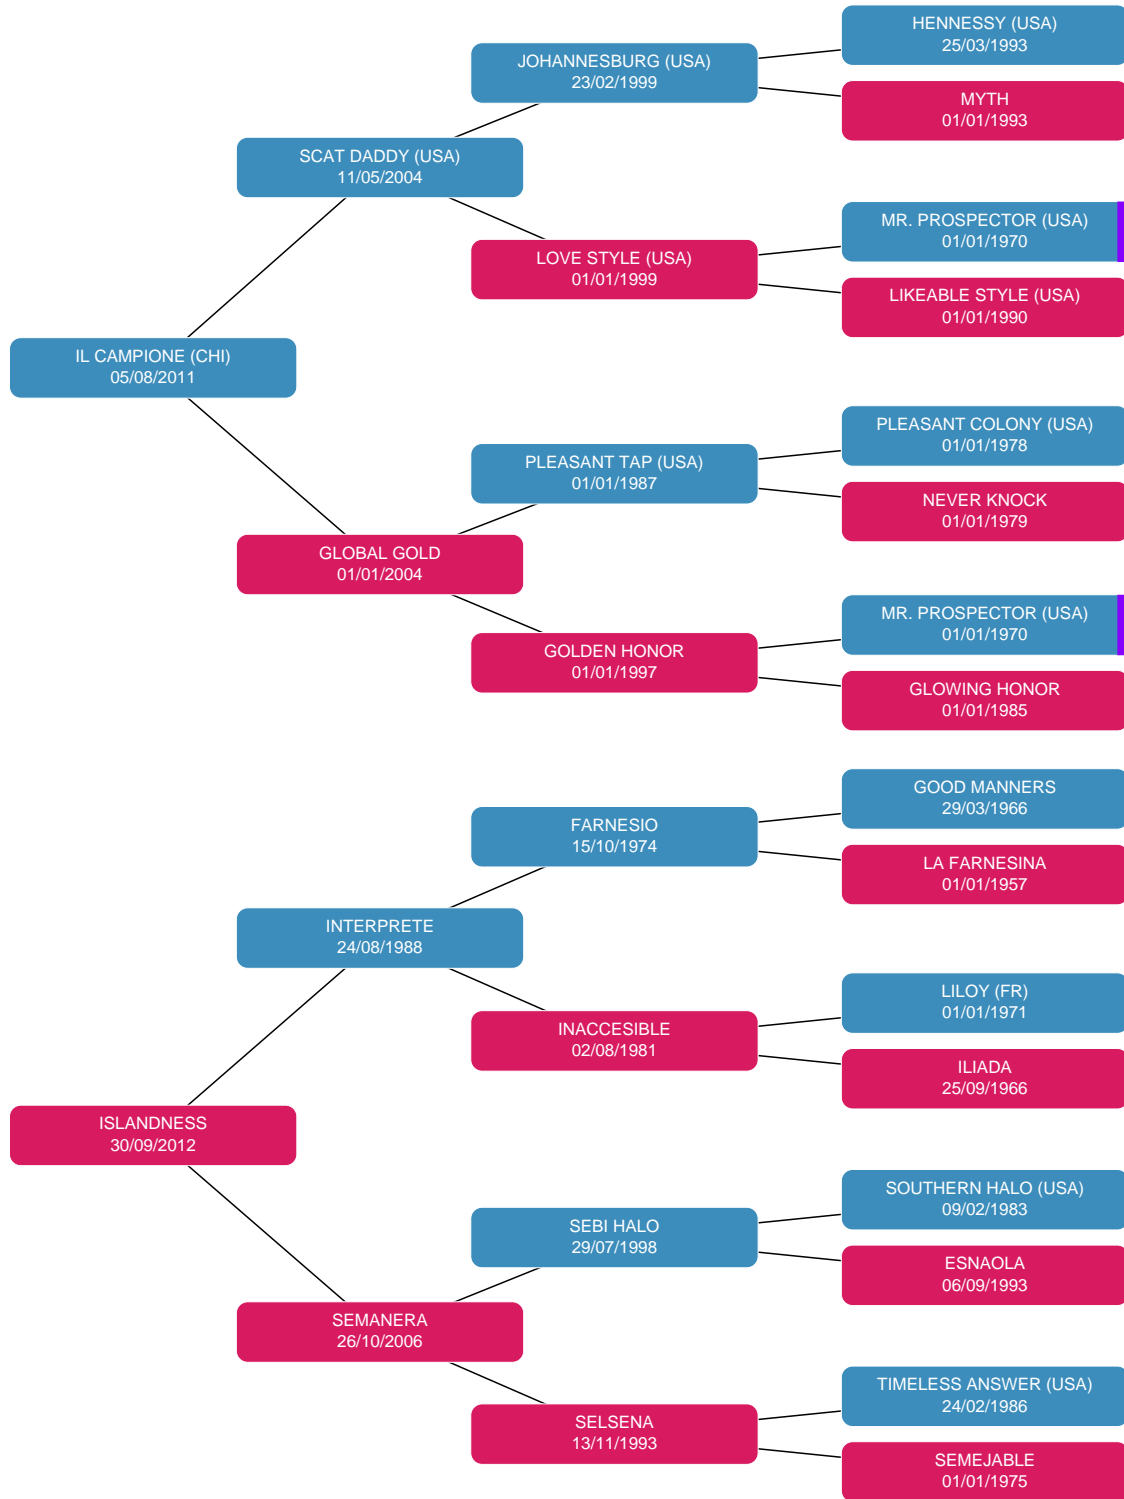 HENNESSY (USA)
25/03/1993
JOHANNESBURG (USA)
23/02/1999
MYTH
01/01/1993
SCAT DADDY (USA)
11/05/2004
MR. PROSPECTOR (USA)
01/01/1970
LOVE STYLE (USA)
01/01/1999
LIKEABLE STYLE (USA)
01/01/1990
IL CAMPIONE (CHI)
05/08/2011
PLEASANT COLONY (USA)
01/01/1978
PLEASANT TAP (USA)
01/01/1987
NEVER KNOCK
01/01/1979
GLOBAL GOLD
01/01/2004
MR. PROSPECTOR (USA)
01/01/1970
GOLDEN HONOR
01/01/1997
GLOWING HONOR
01/01/1985
GOOD MANNERS
29/03/1966
FARNESIO
15/10/1974
LA FARNESINA
01/01/1957
INTERPRETE
24/08/1988
LILOY (FR)
01/01/1971
INACCESIBLE
02/08/1981
ILIADA
25/09/1966
ISLANDNESS
30/09/2012
SOUTHERN HALO (USA)
09/02/1983
SEBI HALO
29/07/1998
ESNAOLA
06/09/1993
SEMANERA
26/10/2006
TIMELESS ANSWER (USA)
24/02/1986
SELSENA
13/11/1993
SEMEJABLE
01/01/1975